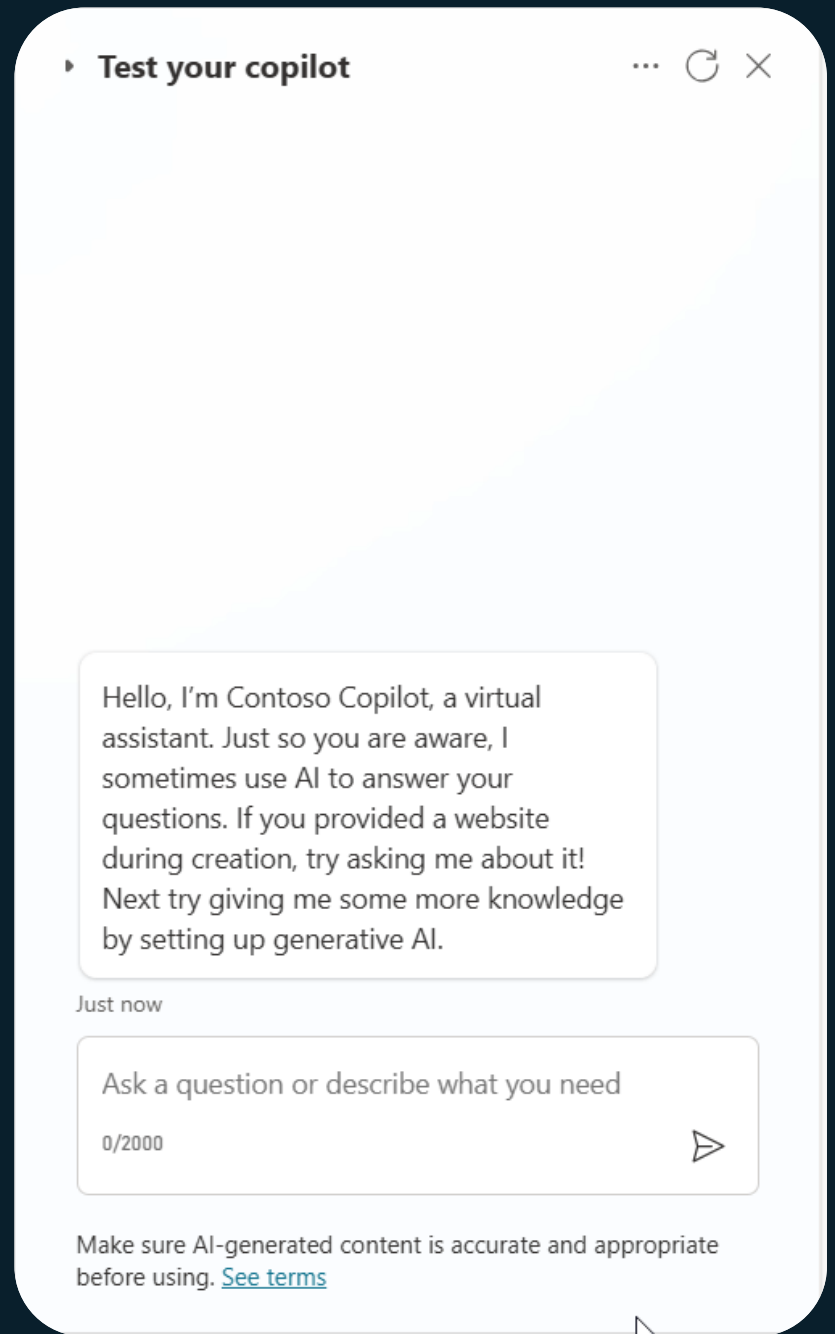 Test your copilot
Hello, I’m Contoso Copilot, a virtual
assistant. Just so you are aware, I
sometimes use AI to answer your
questions. If you provided a website
during creation, try asking me about it!
Next try giving me some more knowledge
by setting up generative AI.
Just now
Ask a question or describe what you need
0/2000
Make sure AI-generated content is accurate and appropriate
before using. See terms